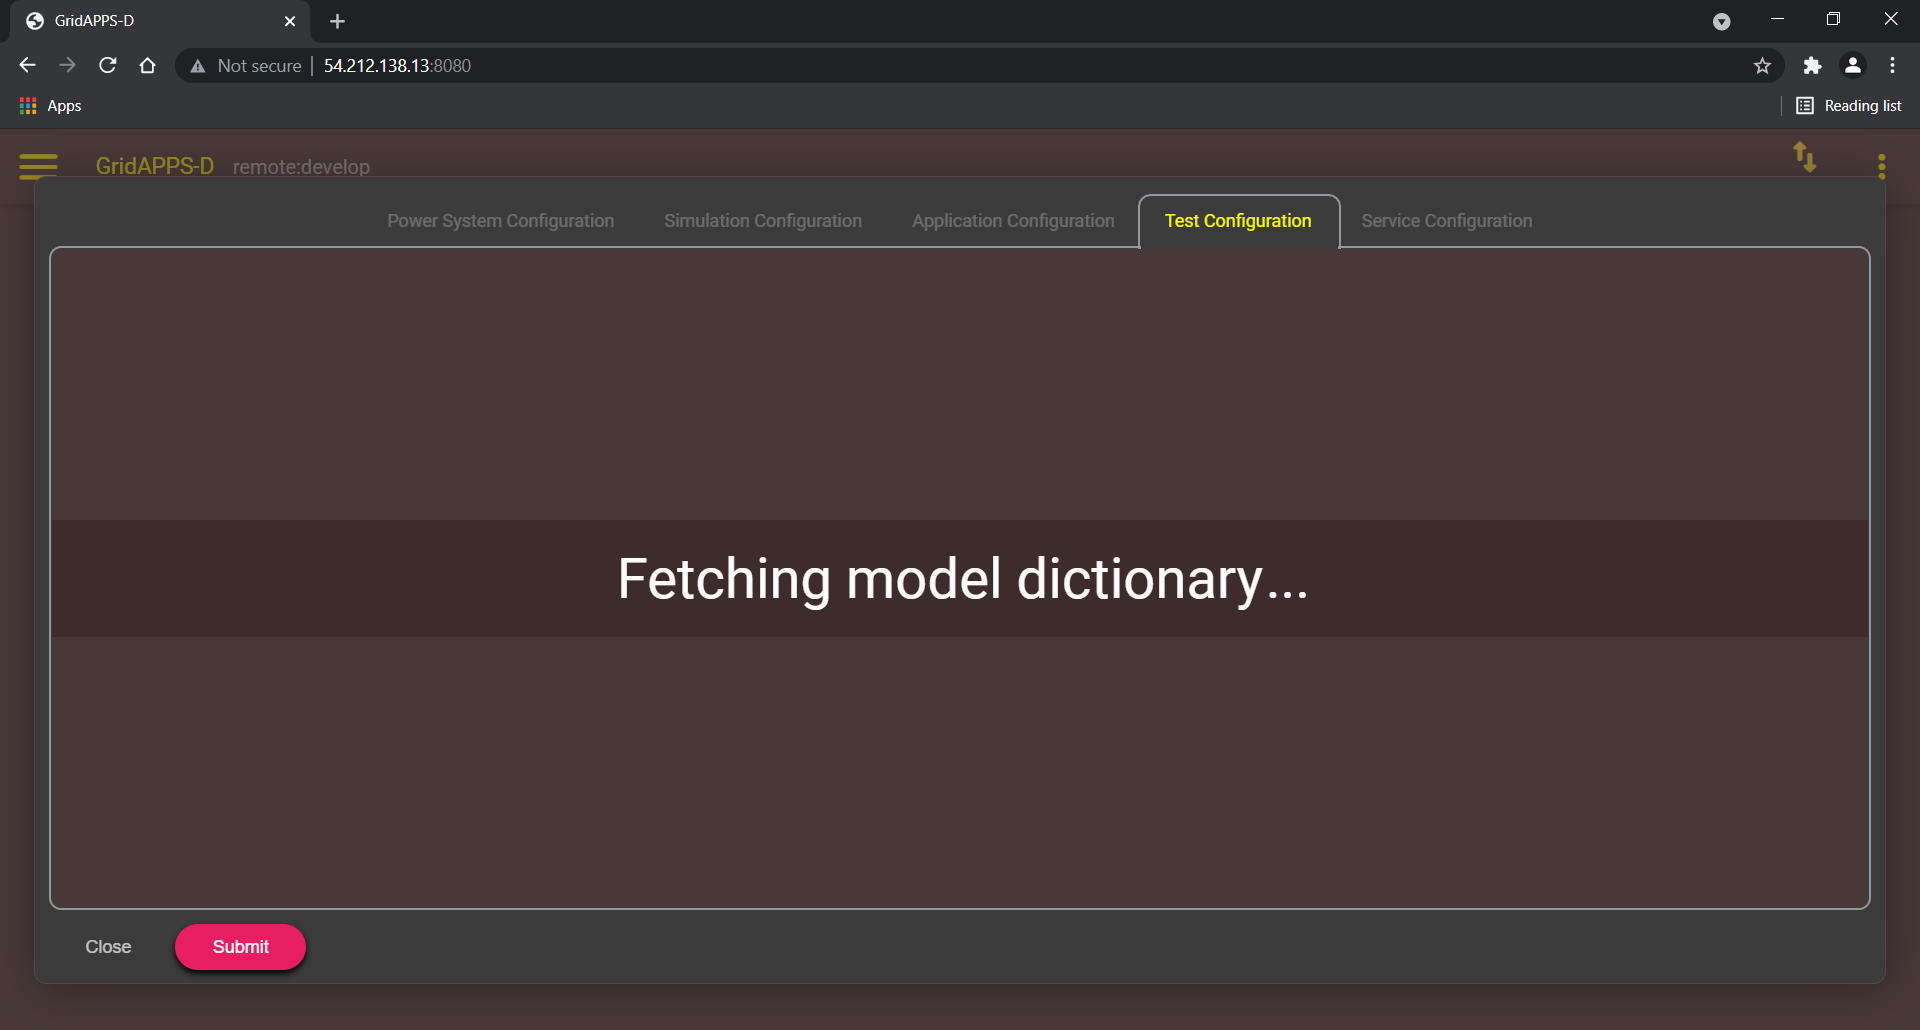 GridAPPS-D
Not secure 54.212.138.13:8080
Apps
Reading list
GridAPPS-D remote:develop
Power System Configuration Simulation Configuration Application Configuration Test Configuration Service Configuration
Fetching model dictionary...
Close Submit